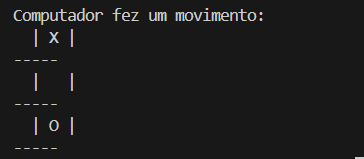 Computador fez um movimento:
  | X |
-----
  |   |
-----
  | O |
-----